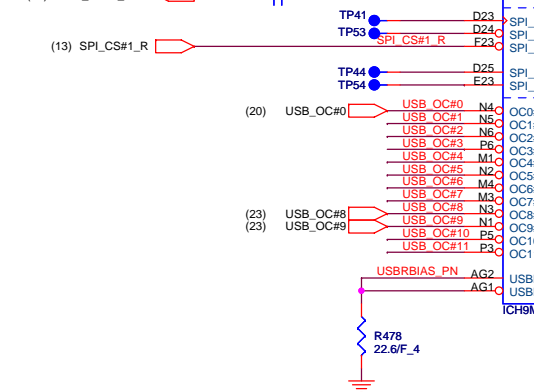 TP41 D23 SPI_
TP53 D24 SPI_
(13) SPI_CS#1_R SPI_CS#1_R F23 SPI_
TP44 D25 SPI_
TP54 E23 SPI_
(20) USB_OC#0 USB_OC#0 N4 OC0
USB_OC#1 N5 OC1
USB_OC#2 N6 OC2
USB_OC#3 P6 OC3
USB_OC#4 M1 OC4
USB_OC#5 N2 OC5
USB_OC#6 M4 OC6
USB_OC#7 M3 OC7
(23) USB_OC#8 USB_OC#8 N3 OC8
(23) USB_OC#9 USB_OC#9 N1 OC9
USB_OC#10 P5 OC1
USB_OC#11 P3 OC1
USBRBIAS_PN AG2 USB
AG1 USB
ICH9M
R478
22.6/F_4